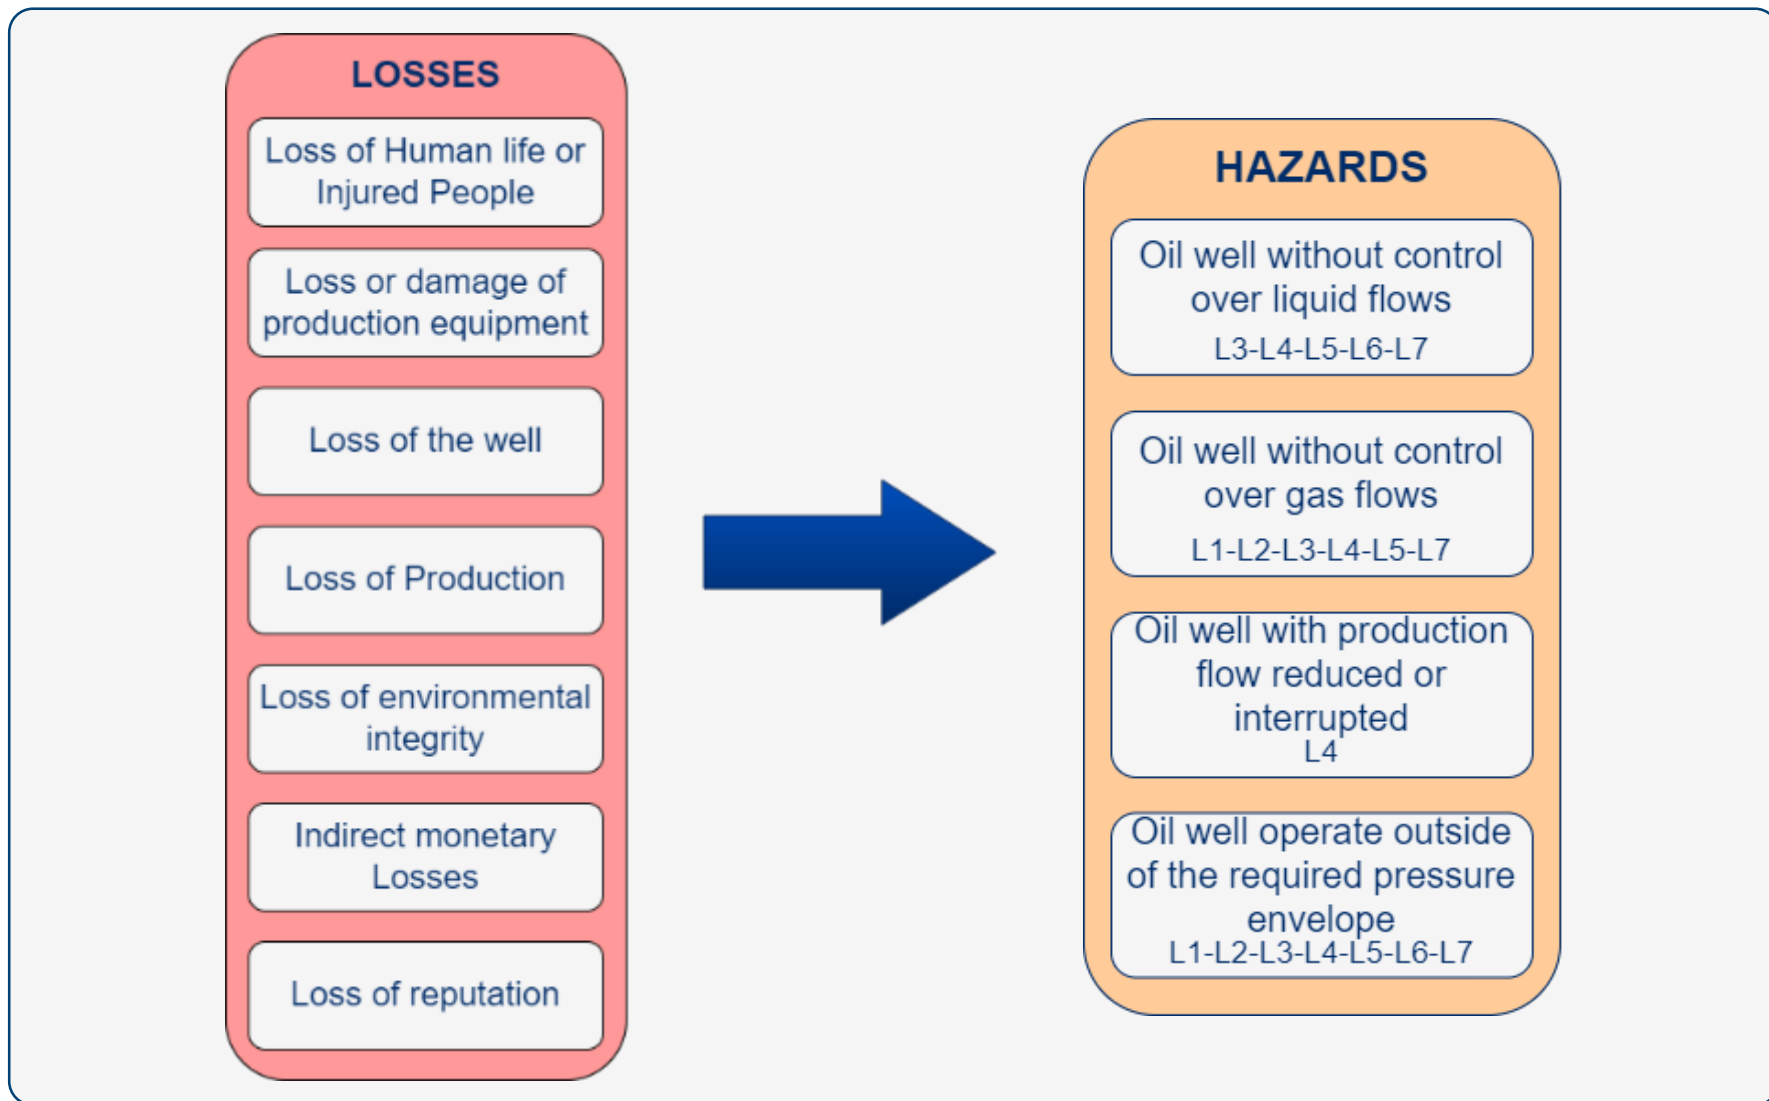 LOSSES
Loss of Human life or
Injured People
Loss or damage of
production equipment
Loss of the well
Loss of Production
Loss of environmental
integrity
Indirect monetary
Losses
Loss of reputation
HAZARDS
Oil well without control
over liquid flows
L3-L4-L5-L6-L7
Oil well without control
over gas flows
L1-L2-L3-L4-L5-L7
Oil well with production
flow reduced or
interrupted
L4
Oil well operate outside
of the required pressure
envelope
L1-L2-L3-L4-L5-L6-L7